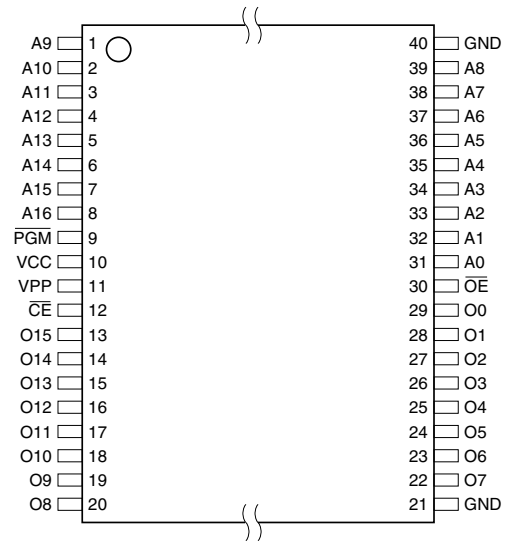 A9 1 40 GND
A10 2 39 A8
A11 3 38 A7
A12 4 37 A6
A13 5 36 A5
A14 6 35 A4
A15 7 34 A3
A16 8 33 A2
PGM 9 32 A1
VCC 10 31 A0
VPP 11 30 OE
CE 12 29 O0
O15 13 28 O1
O14 14 27 O2
O13 15 26 O3
O12 16 25 O4
O11 17 24 O5
O10 18 23 O6
O9 19 22 O7
O8 20 21 GND